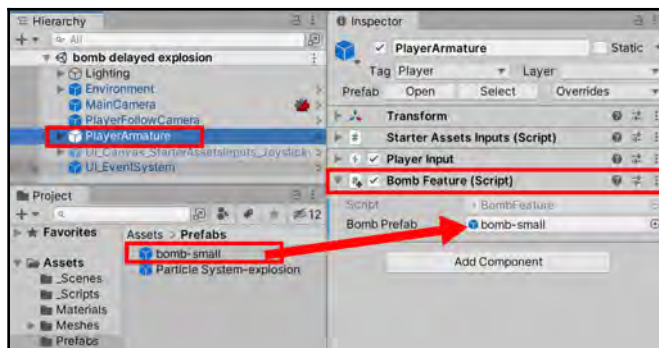 Hierarchy
All
bomb delayed explosion
Lighting
Environment
MainCamera
PlayerFollowCamera
PlayerArmature
UI_Canvas_StarterAssetsInputs_Joystick
UI_EventSystem
Project
12
Favorites
Assets
_Scenes
_Scripts
Materials
Meshes
Prefabs
Assets > Prefabs
bomb-small
Particle System-explosion
Inspector
PlayerArmature
Static
Tag Player
Layer
Prefab Open Select Overrides
Transform
Starter Assets Inputs (Script)
Player Input
Bomb Feature (Script)
Script BombFeature
Bomb Prefab bomb-small
Add Component